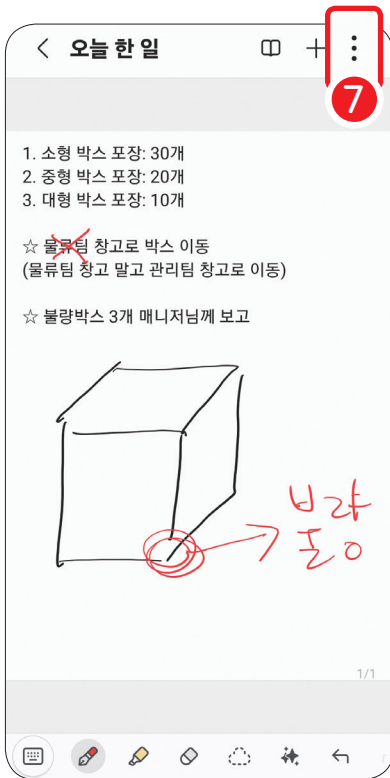 오늘 한 일
7
1. 소형 박스 포장: 30개
2. 중형 박스 포장: 20개
3. 대형 박스 포장: 10개
☆ 물류팀 창고로 박스 이동
(물류팀 창고 말고 관리팀 창고로 이동)
☆ 불량박스 3개 매니저님께 보고
불량
1/1